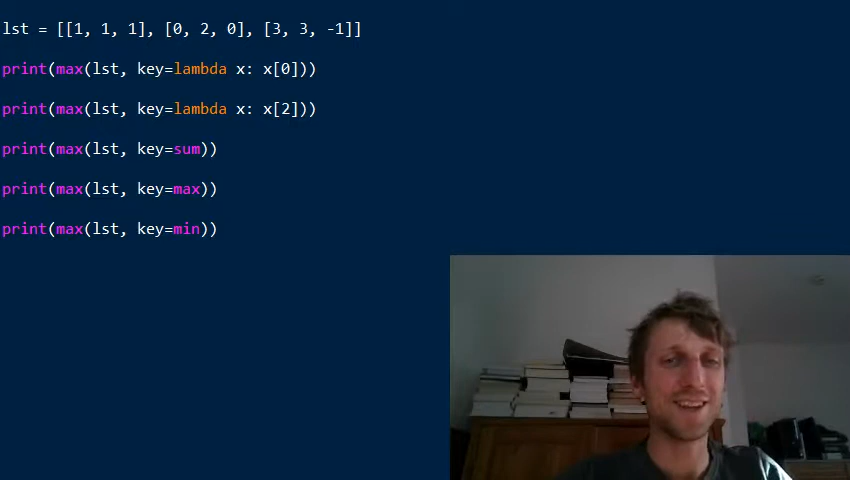 lst = [[1, 1, 1], [0, 2, 0], [3, 3, -1]]
print(max(lst, key=lambda x: x[0]))
print(max(lst, key=lambda x: x[2]))
print(max(lst, key=sum))
print(max(lst, key=max))
print(max(lst, key=min))